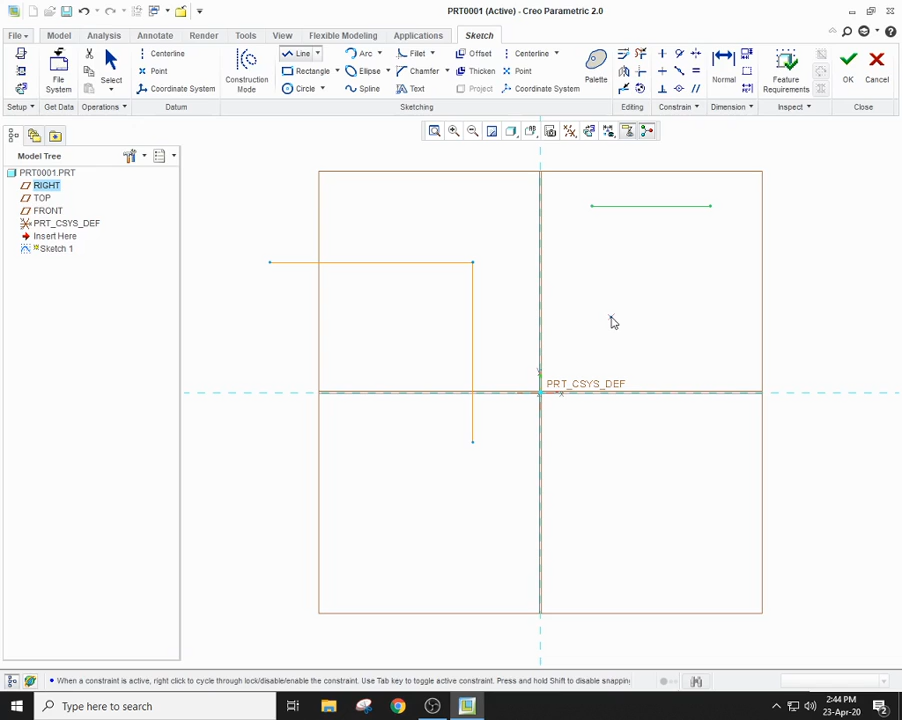 PRT0001 (Active) - Creo Parametric 2.0
File Model Analysis Annotate Render Tools View Flexible Modeling Applications Sketch
File System
Select
Centerline
Point
Coordinate System
Construction Mode
Line Arc Fillet Offset Centerline
Rectangle Ellipse Chamfer Thicken Point
Circle Spline Text Project Coordinate System
Palette
Normal
Feature Requirements
OK
Cancel
Setup Get Data Operations Datum Sketching Editing Constrain Dimension Inspect Close
Model Tree
PRT0001.PRT
RIGHT
TOP
FRONT
PRT_CSYS_DEF
Insert Here
Sketch 1
PRT_CSYS_DEF
Y
X
When a constraint is active, right click to cycle through lock/disable/enable the constraint. Use Tab key to toggle active constraint. Press and hold Shift to disable snapping
Type here to search
2:44 PM
23-Apr-20
2